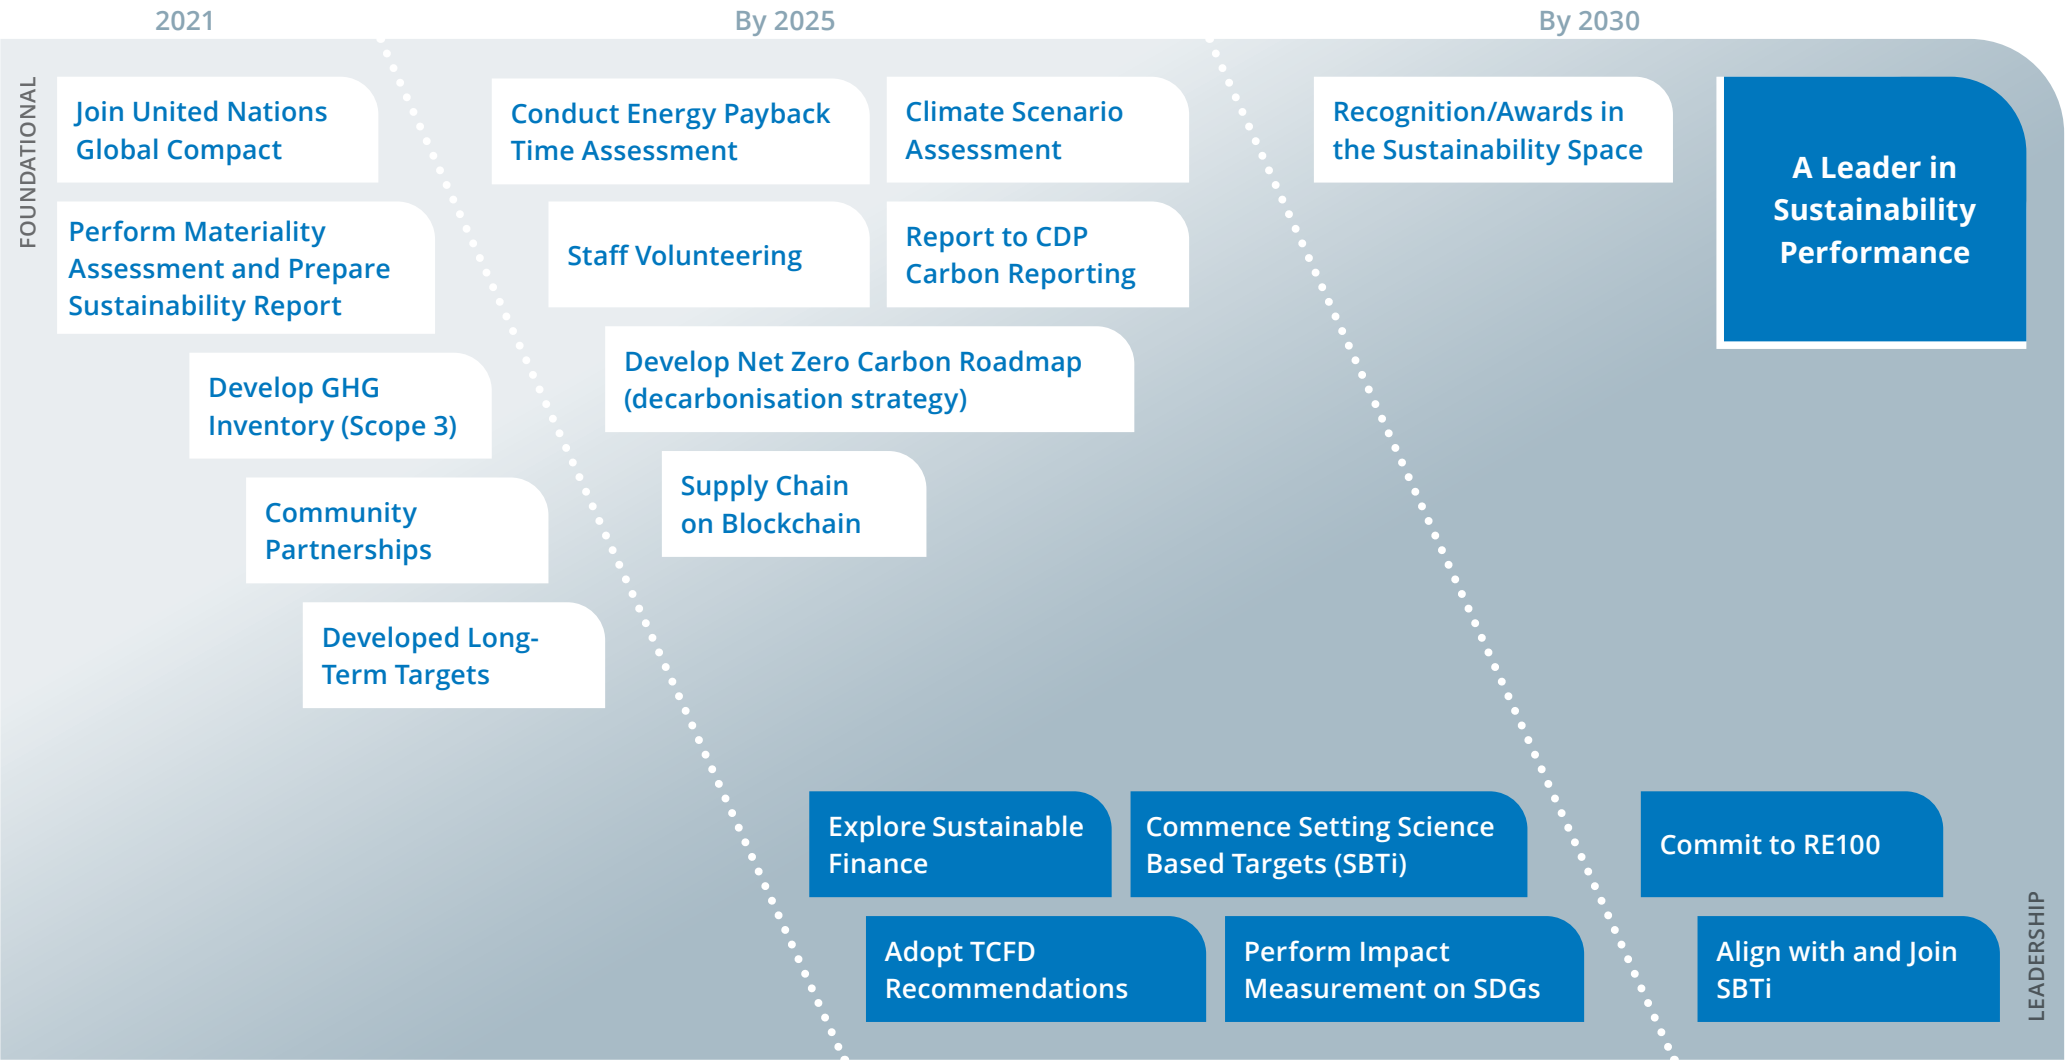 2021
By 2025
By 2030
FOUNDATIONAL
Join United Nations
Global Compact
Perform Materiality
Assessment and Prepare
Sustainability Report
Develop GHG
Inventory (Scope 3)
Community
Partnerships
Developed Long-
Term Targets
Conduct Energy Payback
Time Assessment
Climate Scenario
Assessment
Staff Volunteering
Report to CDP
Carbon Reporting
Develop Net Zero Carbon Roadmap
(decarbonisation strategy)
Supply Chain
on Blockchain
Explore Sustainable
Finance
Commence Setting Science
Based Targets (SBTi)
Adopt TCFD
Recommendations
Perform Impact
Measurement on SDGs
Recognition/Awards in
the Sustainability Space
A Leader in
Sustainability
Performance
Commit to RE100
Align with and Join
SBTi
LEADERSHIP